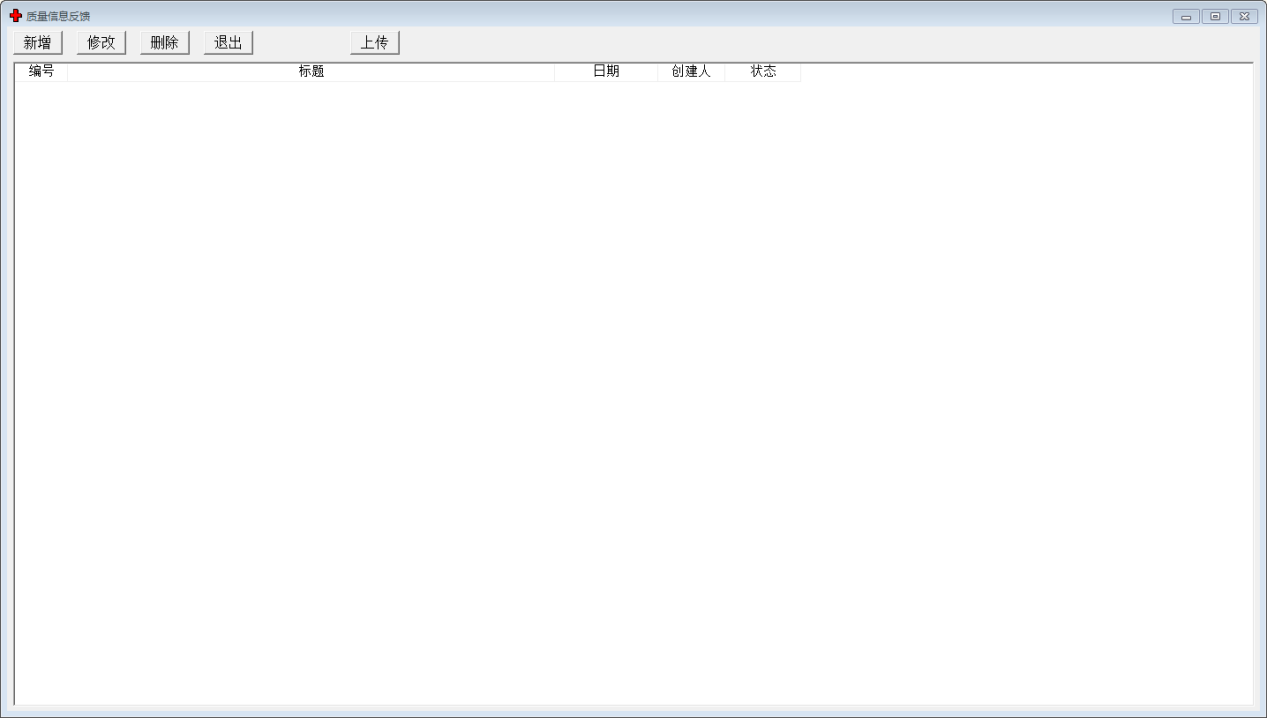 质量信息反馈
新增 修改 删除 退出 上传
编号 标题 日期 创建人 状态